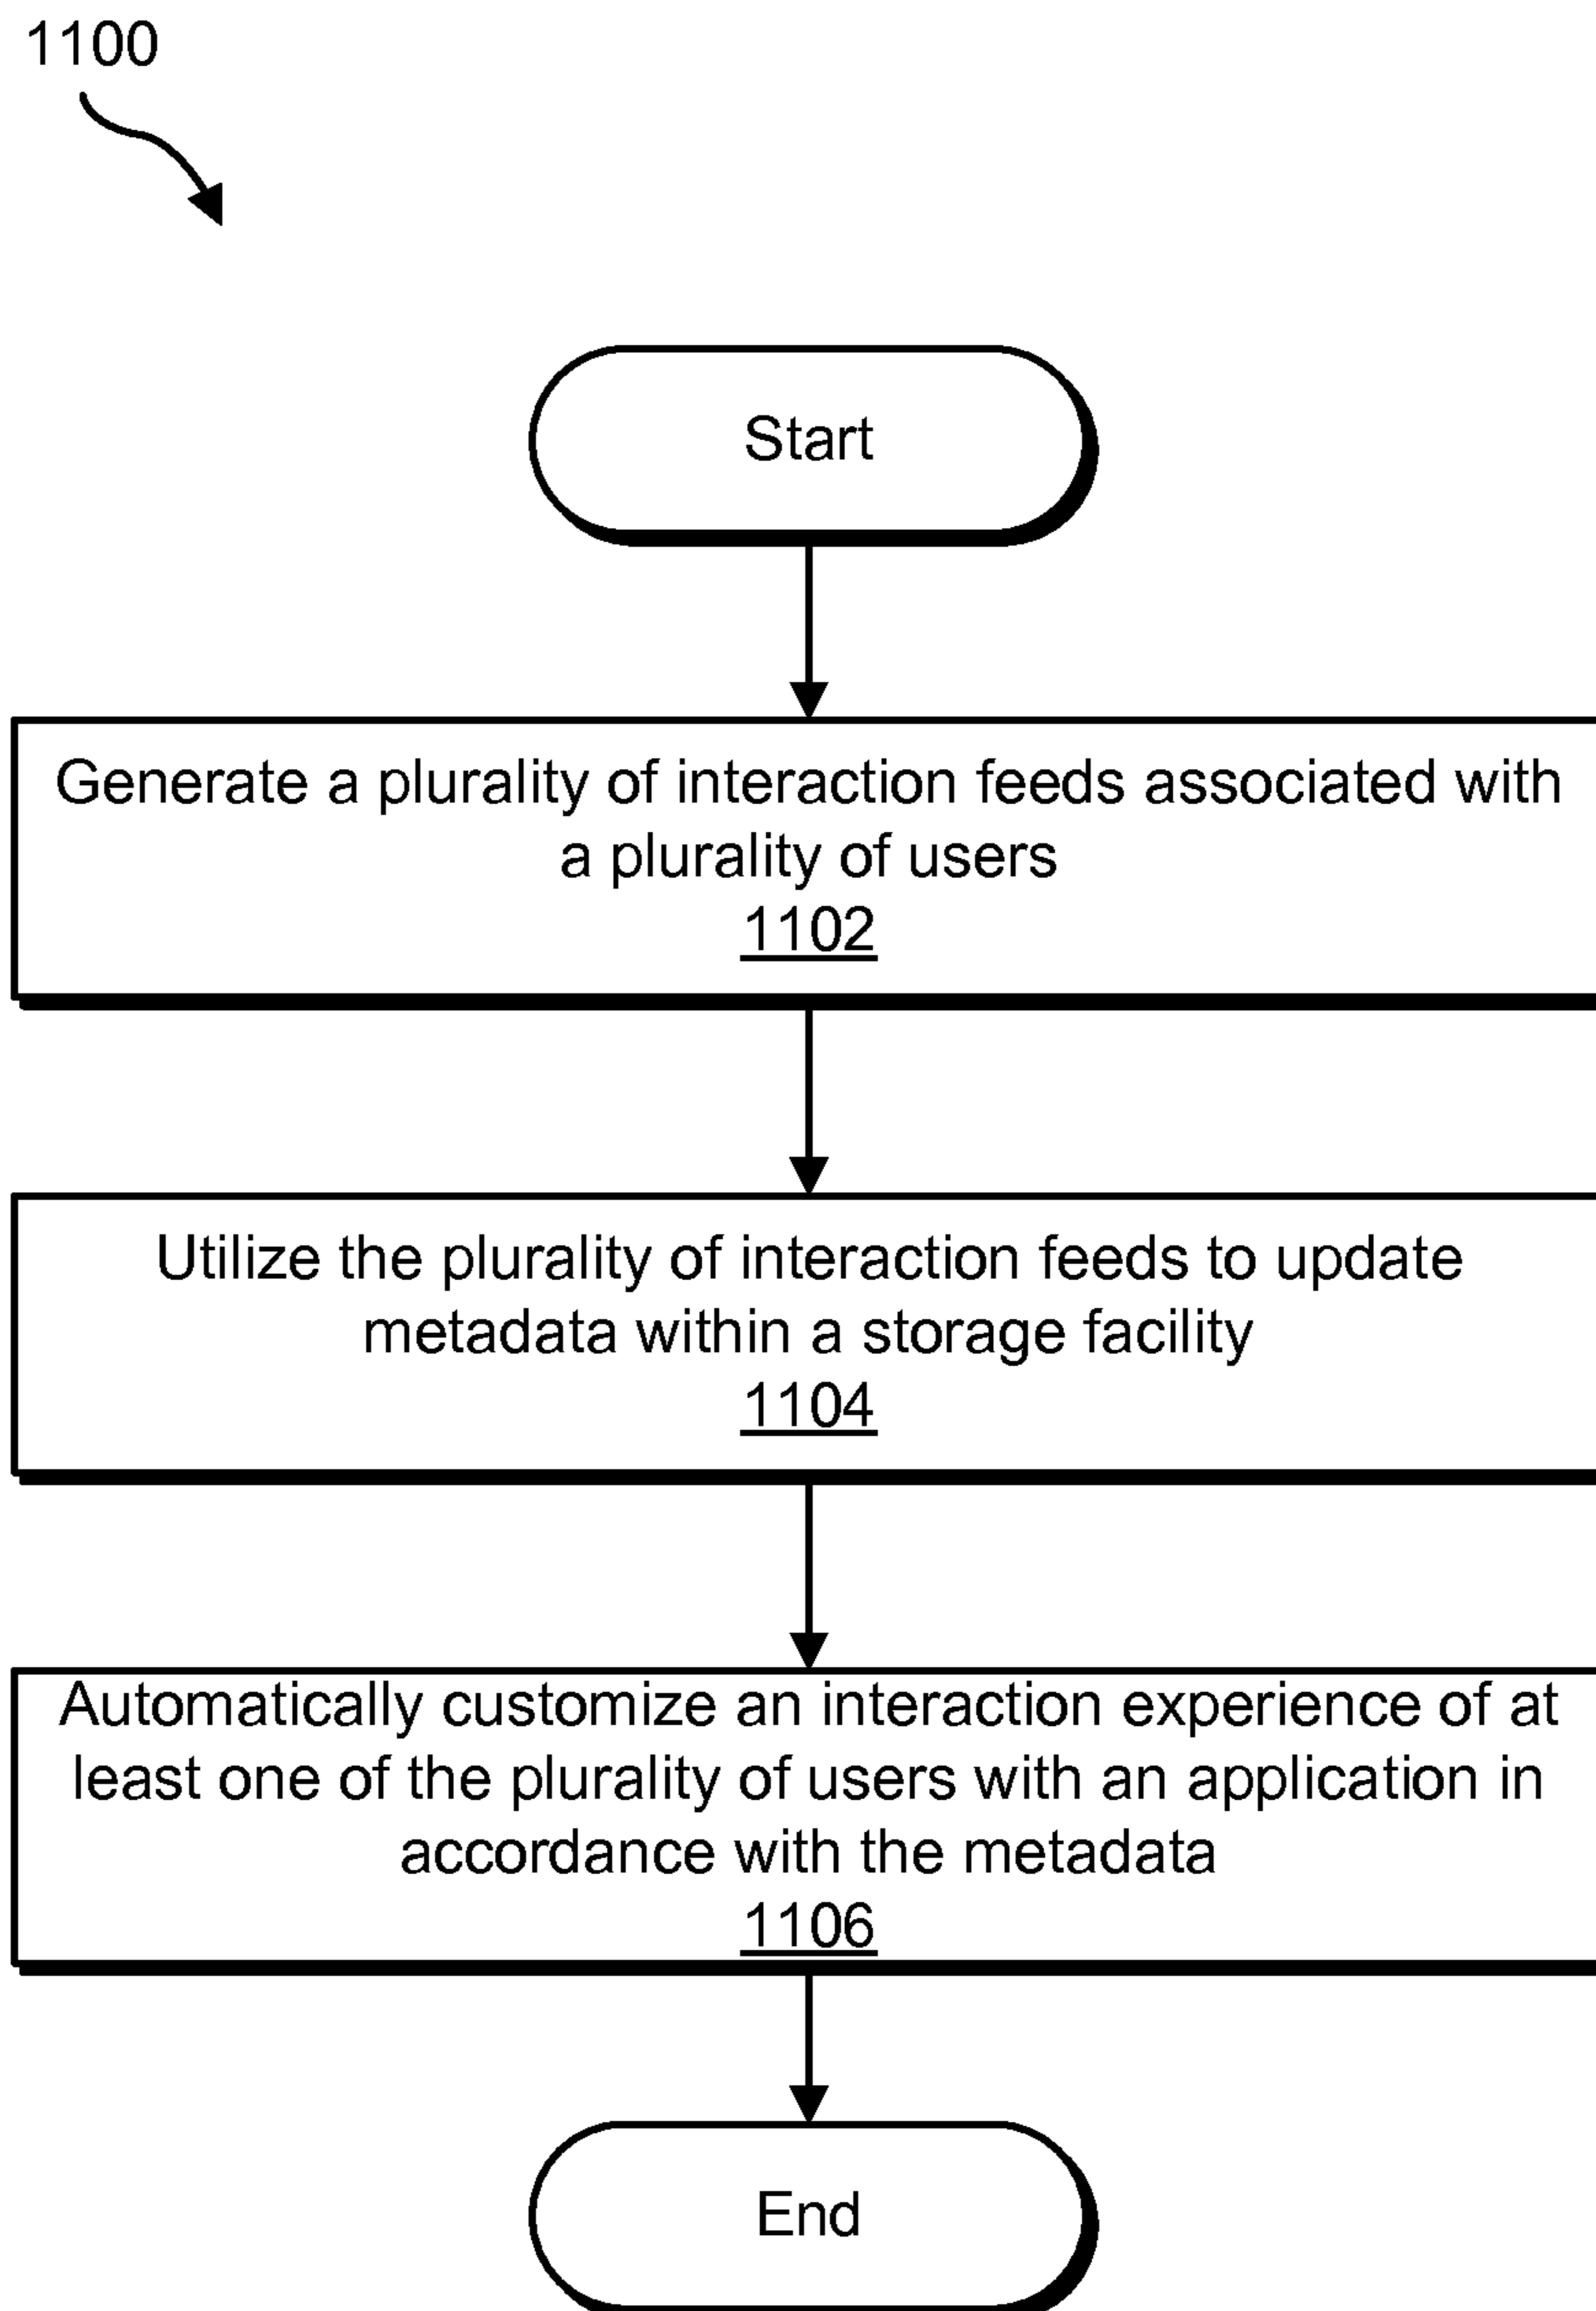 1100
Start
Generate a plurality of interaction feeds associated with
a plurality of users
1102
Utilize the plurality of interaction feeds to update
metadata within a storage facility
1104
Automatically customize an interaction experience of at
least one of the plurality of users with an application in
accordance with the metadata
1106
End